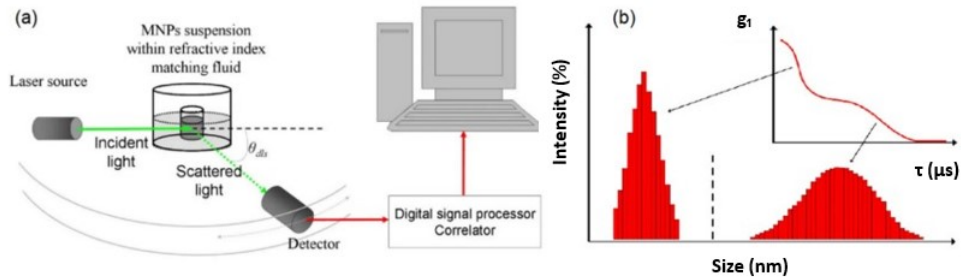 (a)
MNPs suspension
within refractive index
matching fluid
Laser source
Incident
light
θdls
Scattered
light
Detector
Digital signal processor
Correlator
(b)
g₁
Intensity (%)
τ (μs)
Size (nm)